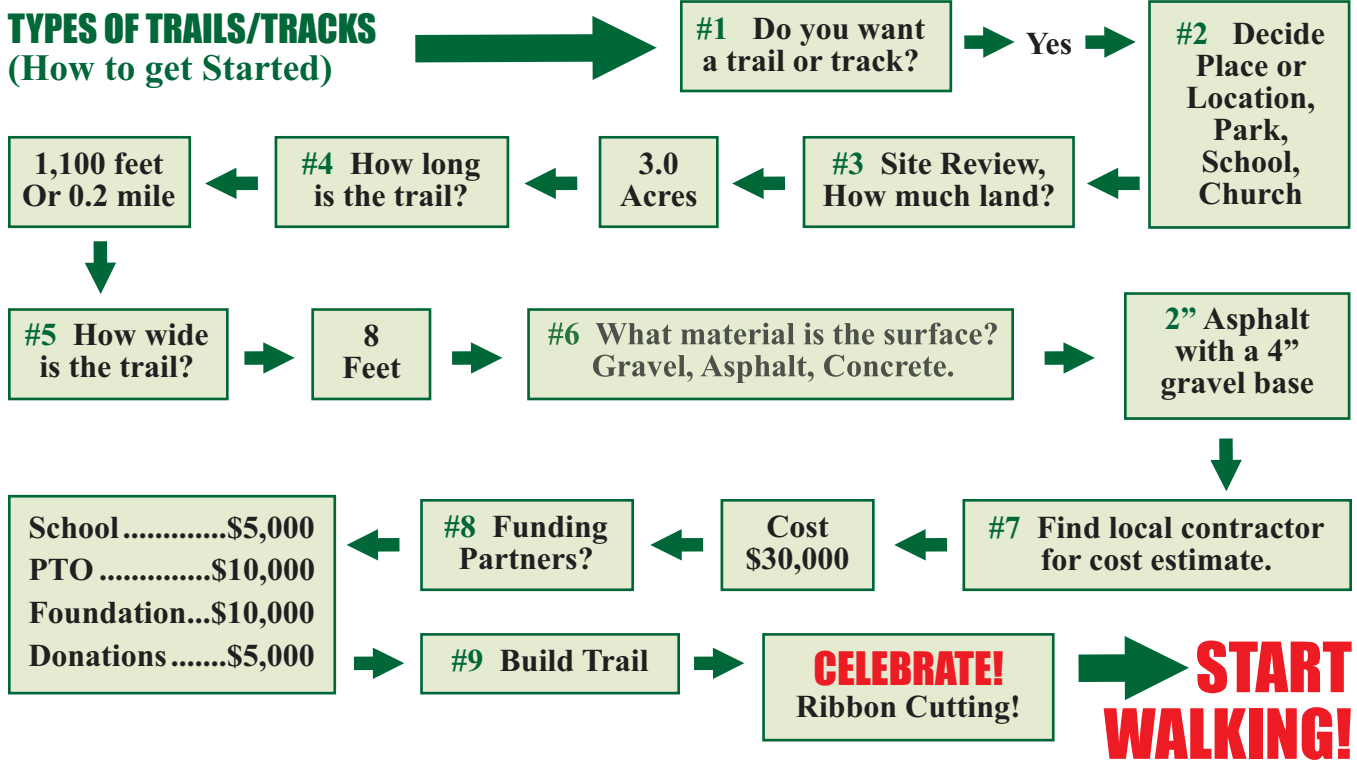 TYPES OF TRAILS/TRACKS
(How to get Started)
#1 Do you want
a trail or track?
Yes
#2 Decide
Place or
Location,
Park,
School,
Church
#3 Site Review,
How much land?
3.0
Acres
#4 How long
is the trail?
1,100 feet
Or 0.2 mile
#5 How wide
is the trail?
8
Feet
#6 What material is the surface?
Gravel, Asphalt, Concrete.
2” Asphalt
with a 4”
gravel base
#7 Find local contractor
for cost estimate.
Cost
$30,000
#8 Funding
Partners?
School.............$5,000
PTO ..............$10,000
Foundation...$10,000
Donations.......$5,000
#9 Build Trail
CELEBRATE!
Ribbon Cutting!
START
WALKING!